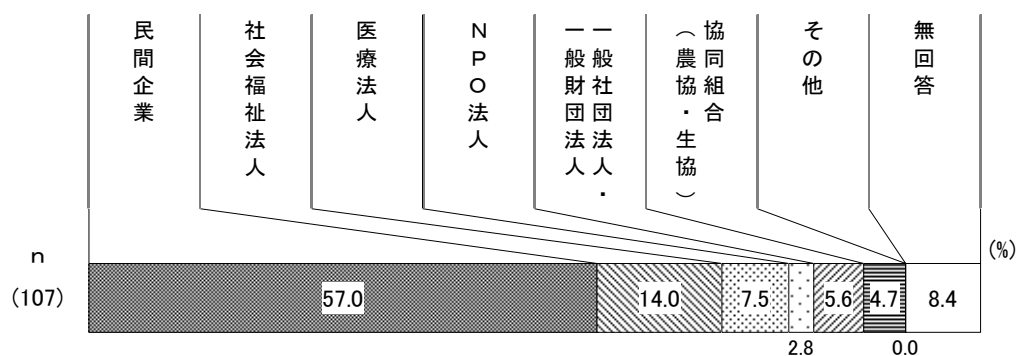 民間企業
社会福祉法人
医療法人
NPO法人
一般社団法人・
一般財団法人
協同組合
（農協・生協）
その他
無回答
(%)
n
(107)
57.0
14.0
7.5
2.8
5.6
4.7
0.0
8.4